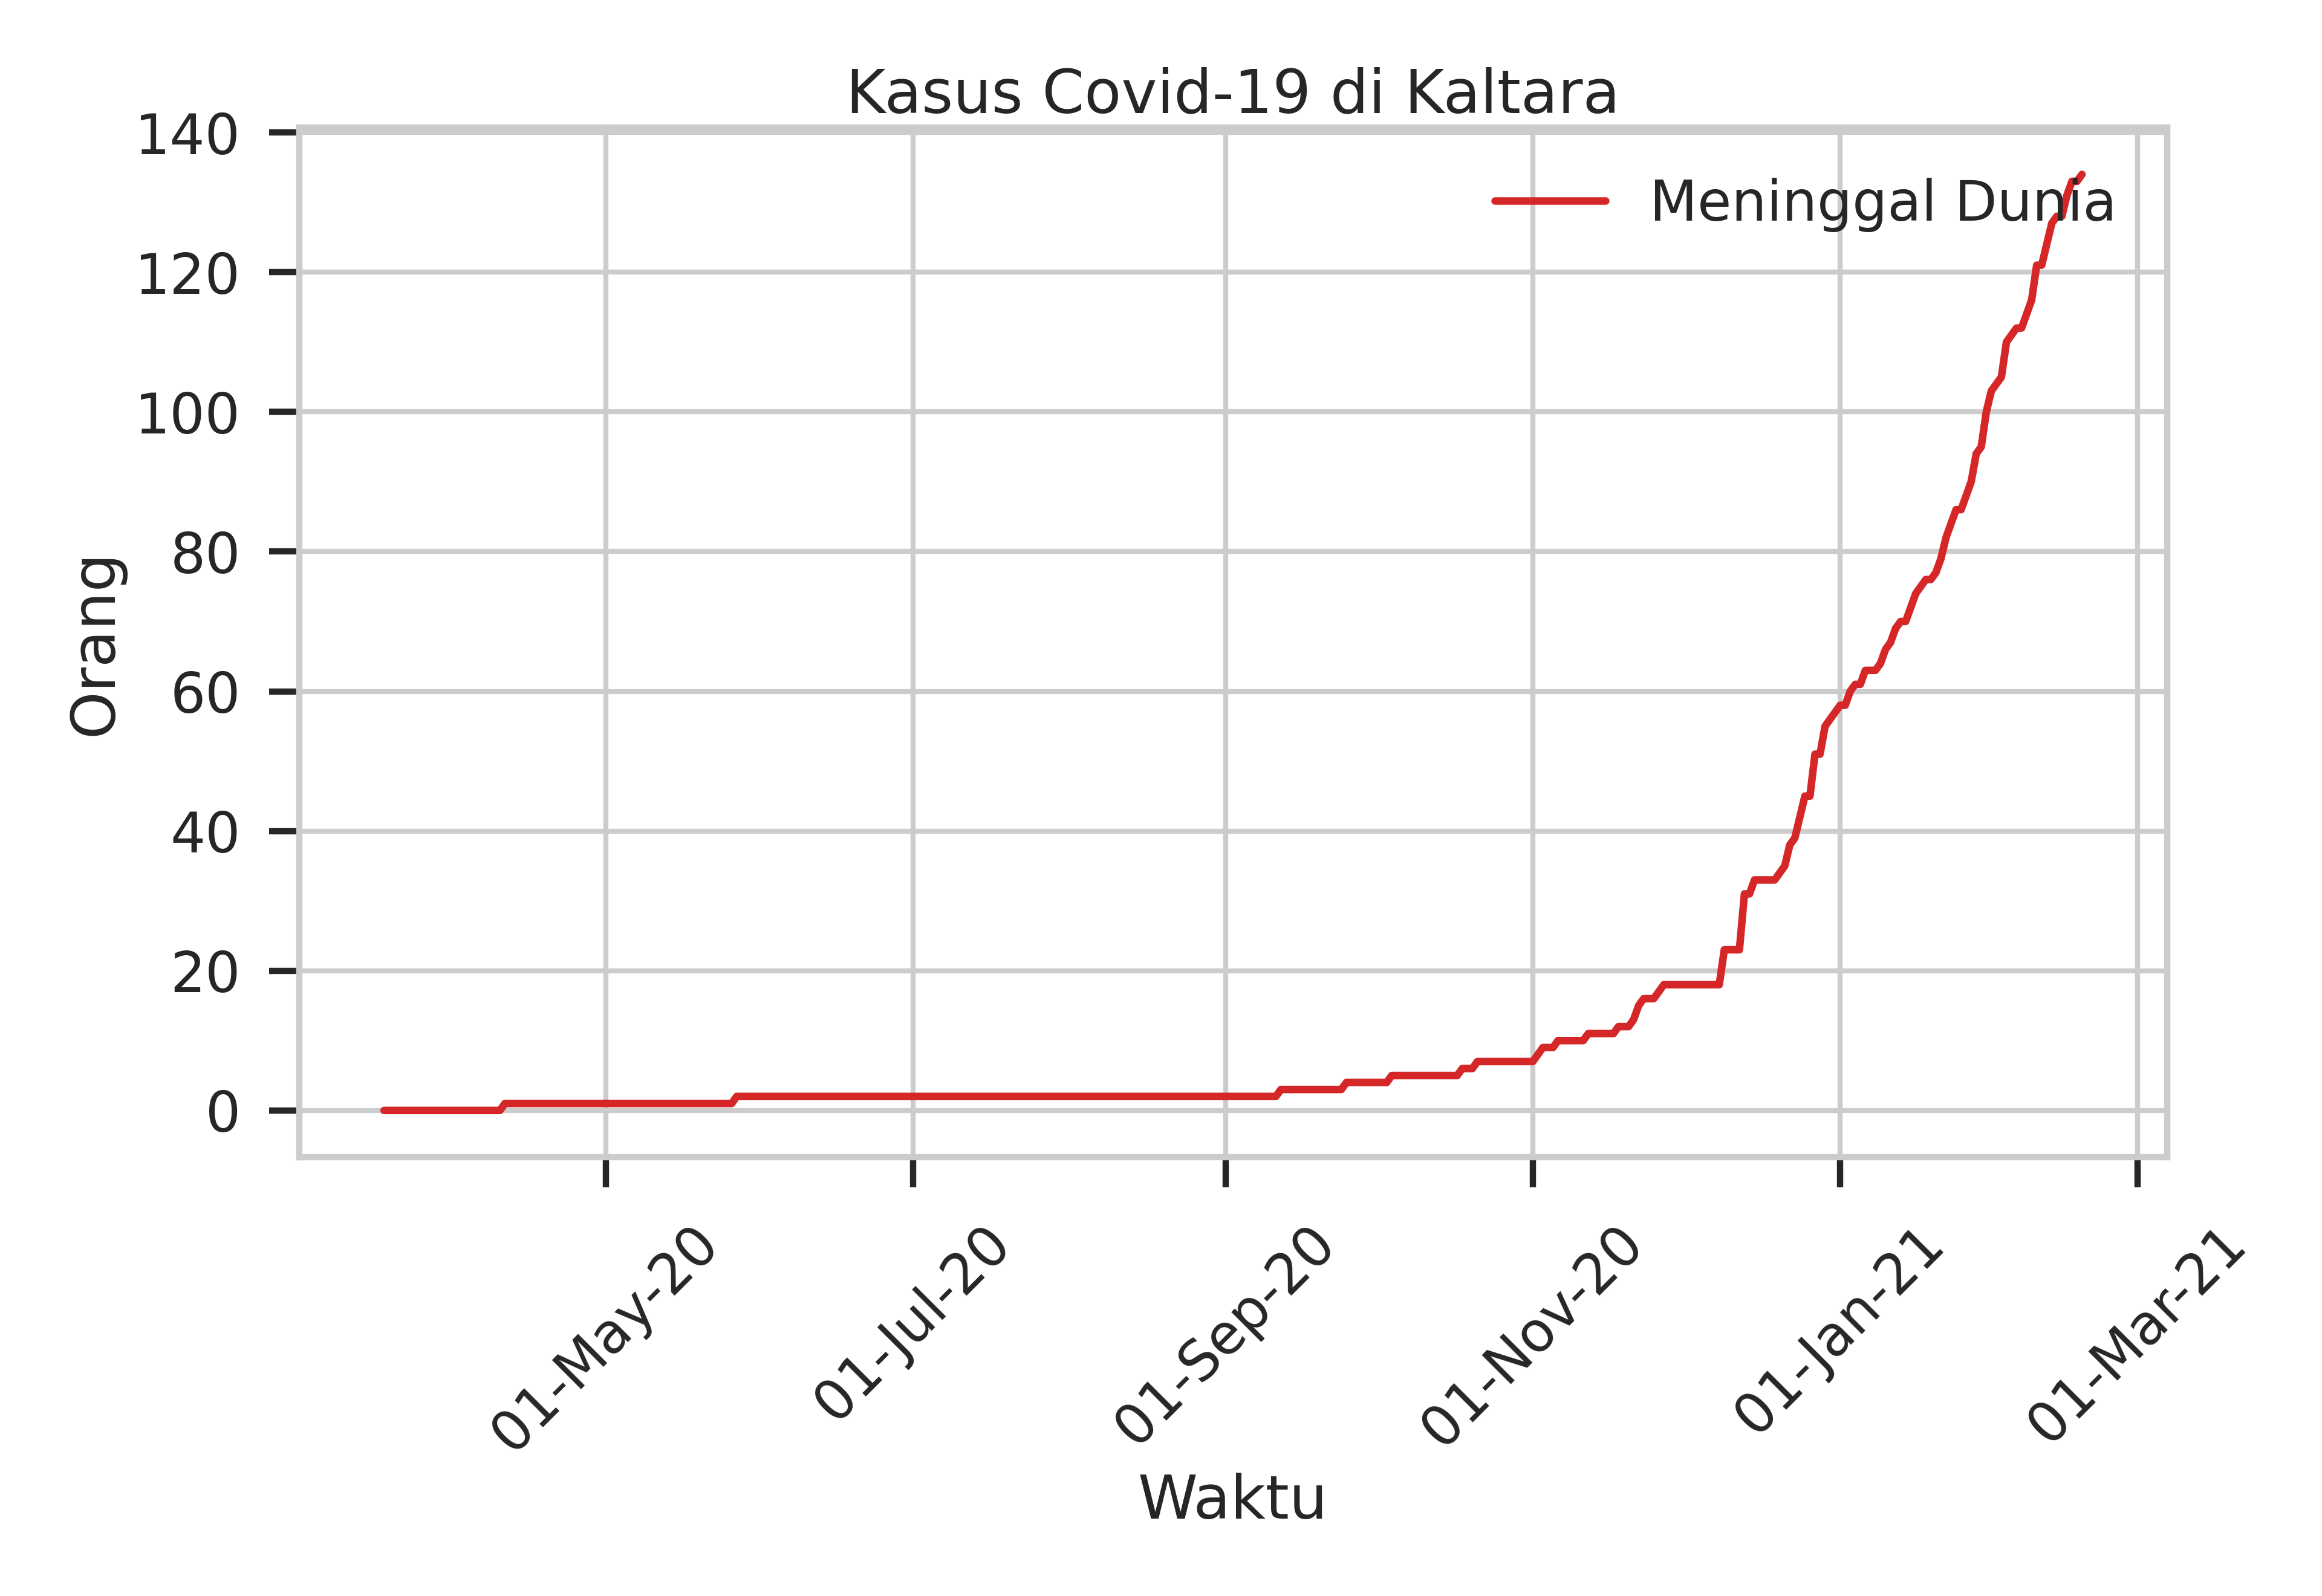 Kasus Covid-19 di Kaltara
Meninggal Dunia
140
120
100
80
60
40
20
0
Orang
01-May-20
01-Jul-20
01-Sep-20
01-Nov-20
01-Jan-21
01-Mar-21
Waktu